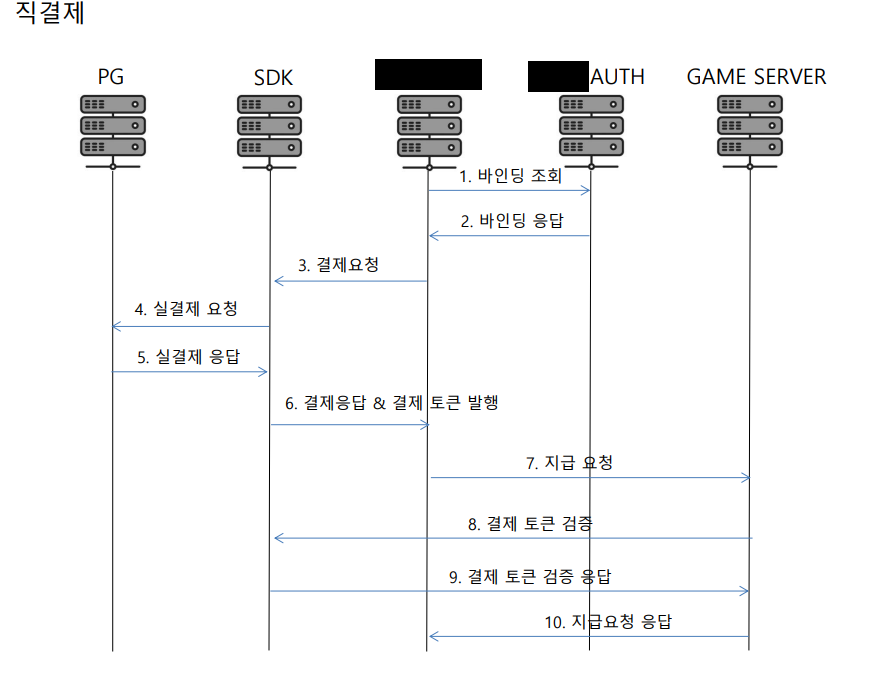 직결제
PG
SDK
AUTH
GAME SERVER
1. 바인딩 조회
2. 바인딩 응답
3. 결제요청
4. 실결제 요청
5. 실결제 응답
6. 결제응답 & 결제 토큰 발행
7. 지급 요청
8. 결제 토큰 검증
9. 결제 토큰 검증 응답
10. 지급요청 응답